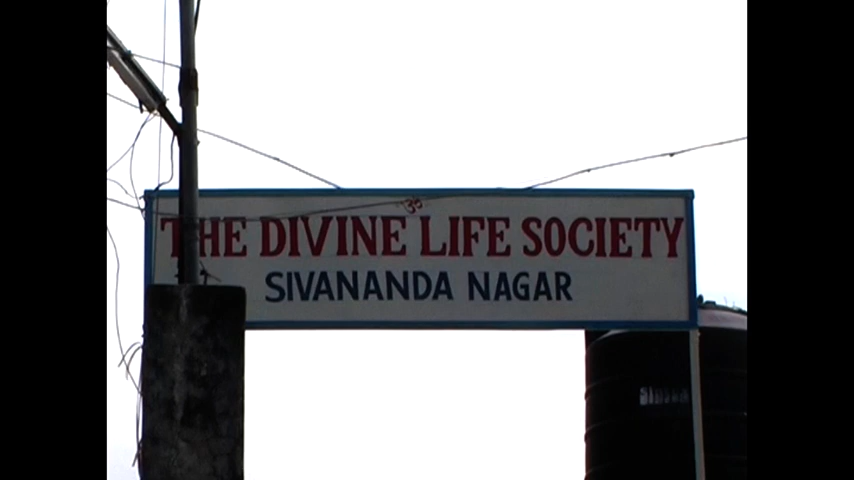 ॐ
THE DIVINE LIFE SOCIETY
SIVANANDA NAGAR